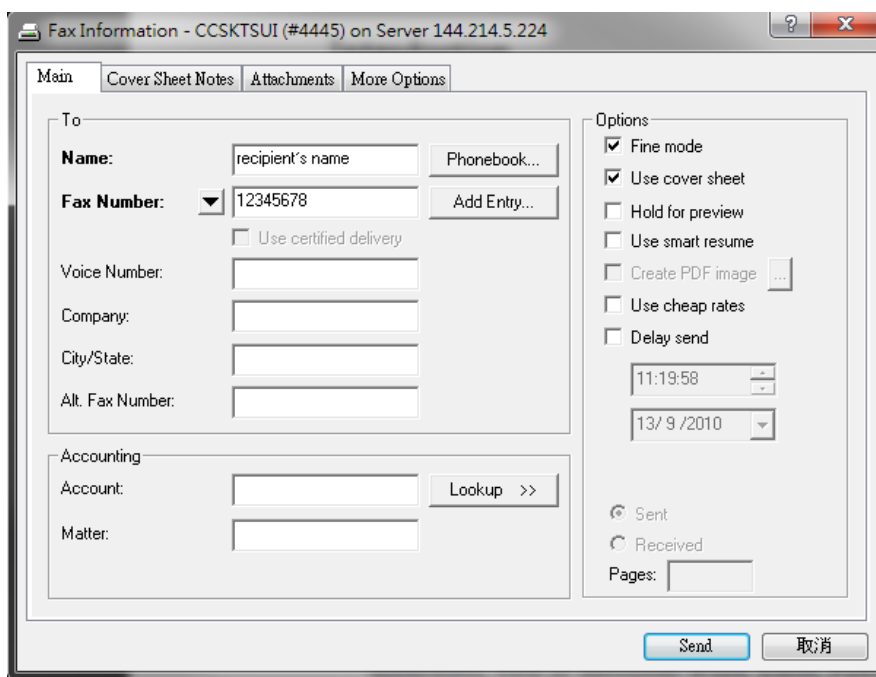 Fax Information - CCSKTSUI (#4445) on Server 144.214.5.224
Main Cover Sheet Notes Attachments More Options
To
Name: recipient's name Phonebook...
Fax Number: 12345678 Add Entry...
Use certified delivery
Voice Number:
Company:
City/State:
Alt. Fax Number:
Accounting
Account: Lookup >>
Matter:
Options
Fine mode
Use cover sheet
Hold for preview
Use smart resume
Create PDF image ...
Use cheap rates
Delay send
11:19:58
13/ 9 /2010
Sent
Received
Pages:
Send 取消